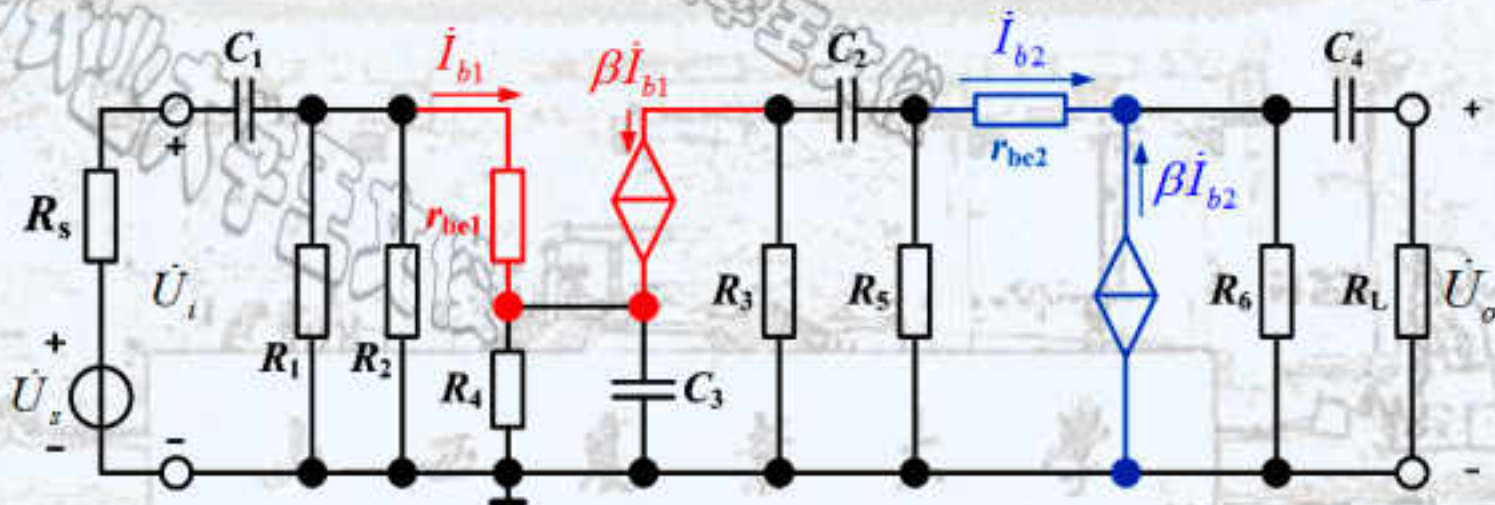 C₁ İb1 βİb1 C₂ İb2 C₄
+ +
Rs rbe1 rbe2 βİb2
U̇i R₃ R₅ R₆ RL U̇o
+ R₁ R₂ R₄ C₃
U̇s
- - -